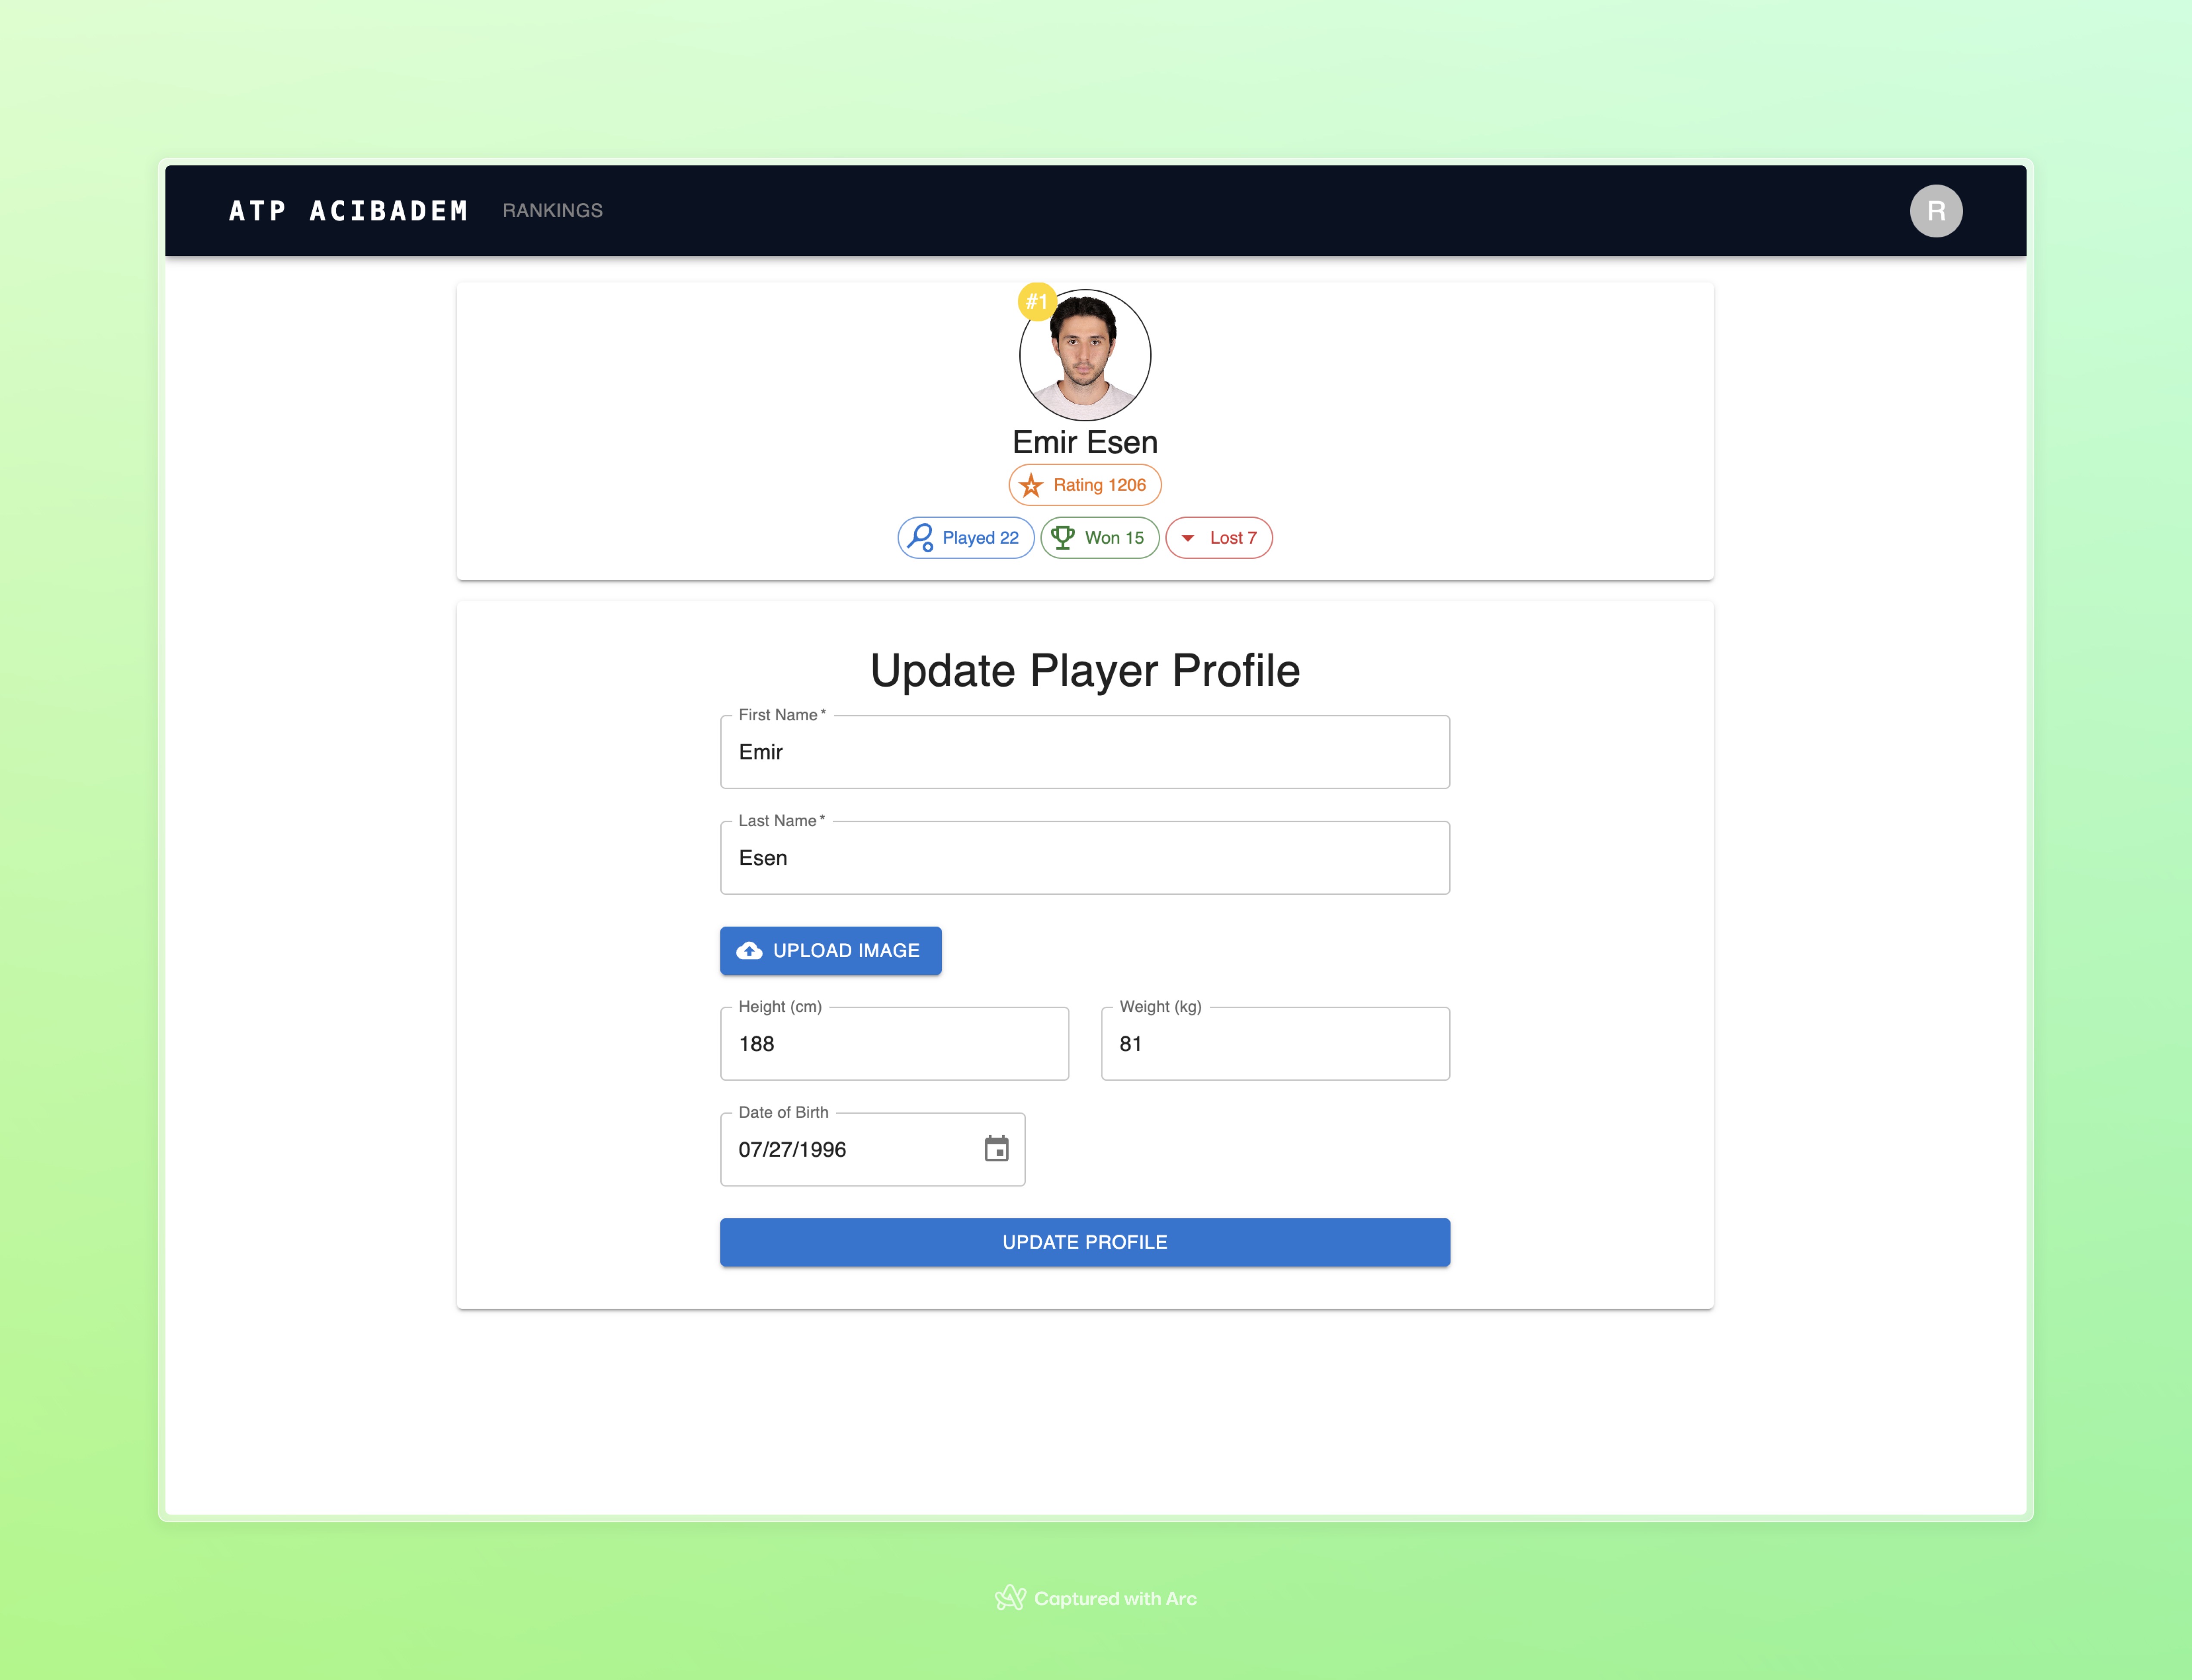 ATP ACIBADEM RANKINGS R
#1
Emir Esen
Rating 1206
Played 22 Won 15 Lost 7
Update Player Profile
First Name *
Emir
Last Name *
Esen
UPLOAD IMAGE
Height (cm) Weight (kg)
188 81
Date of Birth
07/27/1996
UPDATE PROFILE
Captured with Arc